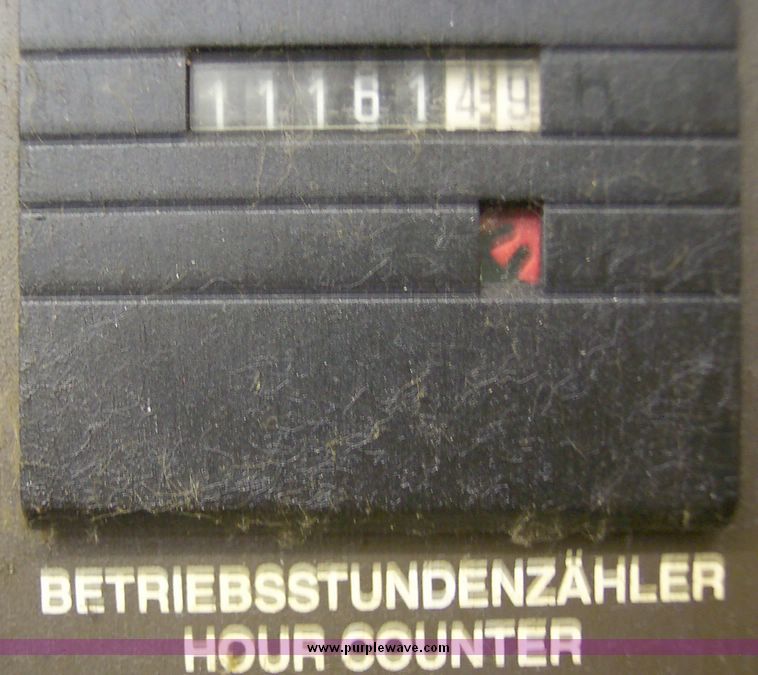 1116149 h
BETRIEBSSTUNDENZÄHLER
HOUR COUNTER
www.purplewave.com